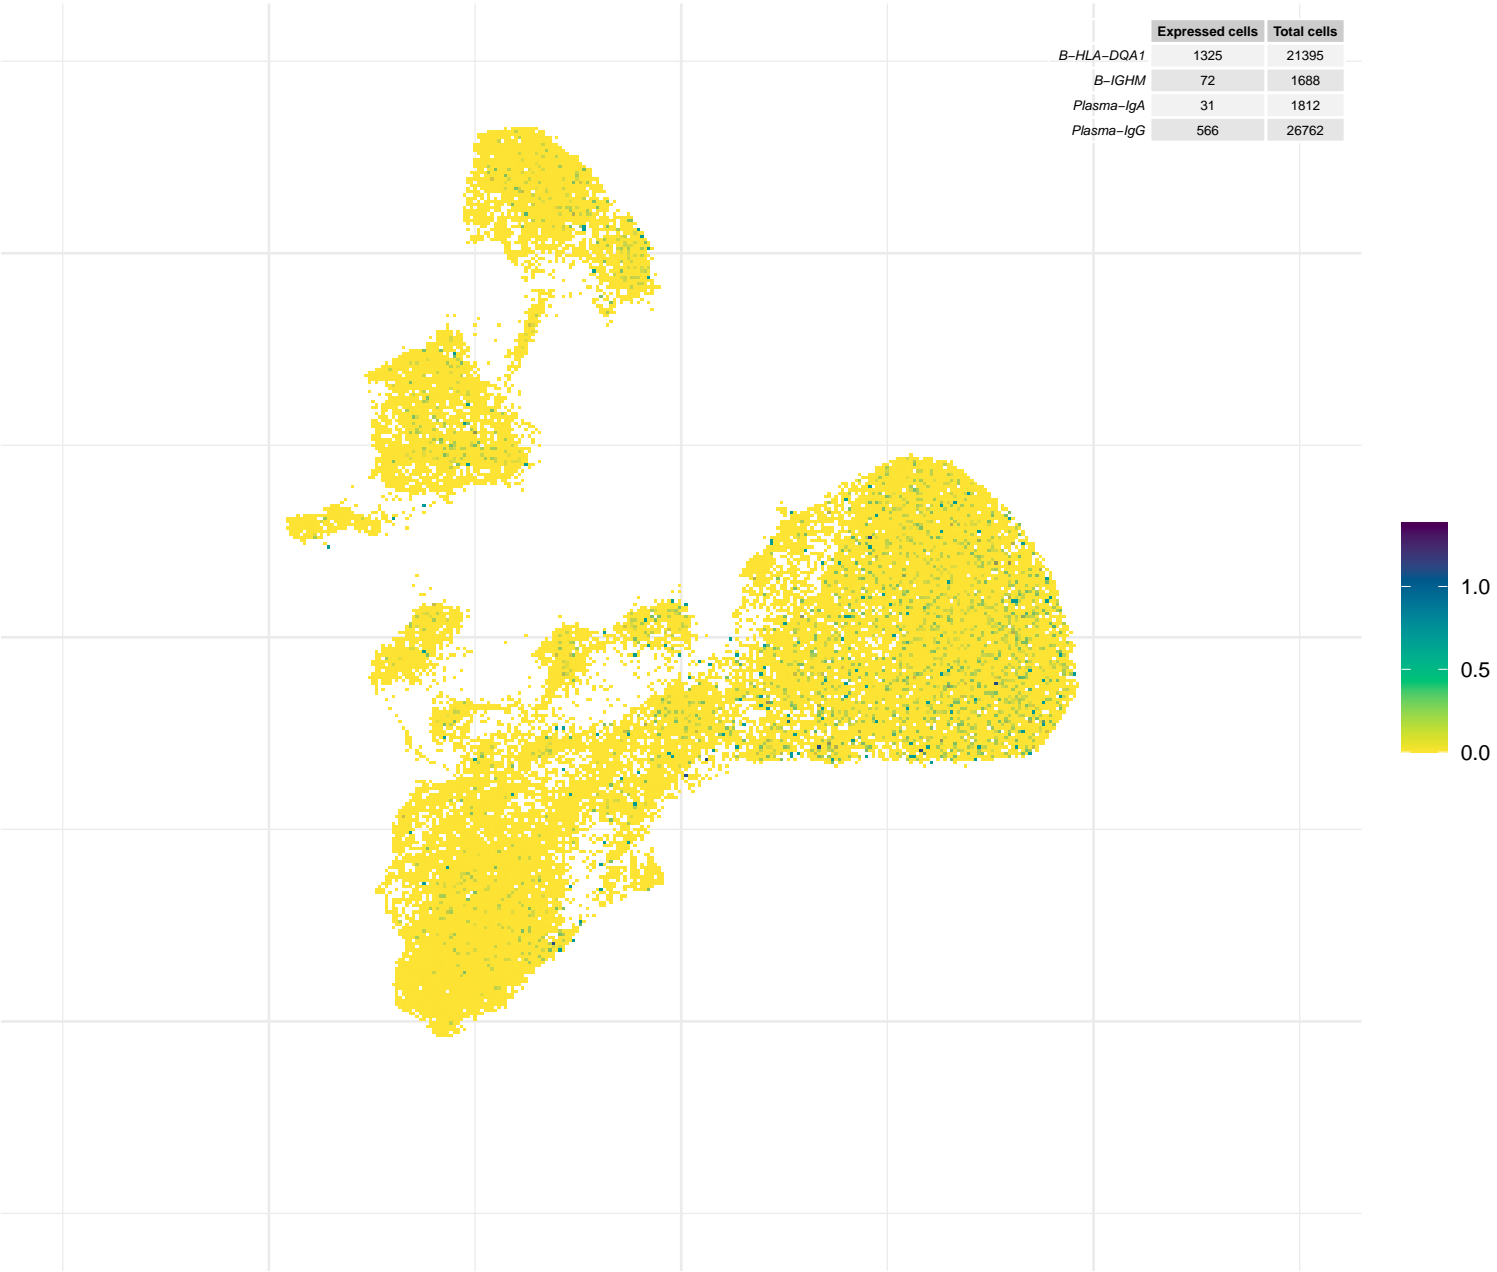 Expressed cells Total cells
B−HLA−DQA1 1325 21395
B−IGHM 72 1688
Plasma−IgA 31 1812
Plasma−IgG 566 26762
1.0
0.5
0.0